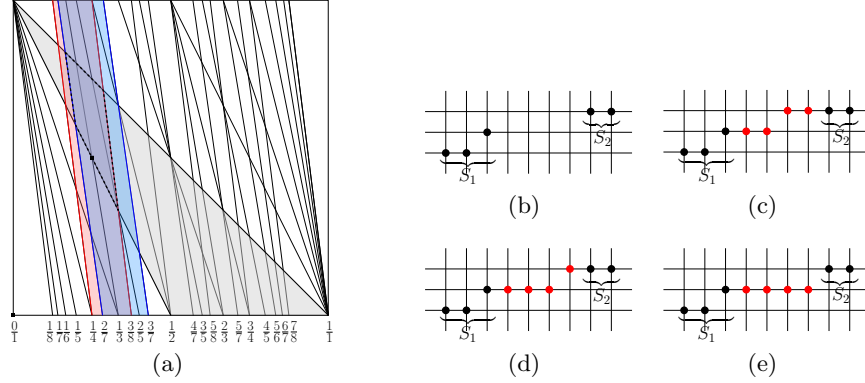 S₂
S₁
(b)
S₂
S₁
(c)
0/1 1/8 1/7 1/6 1/5 1/4 2/7 1/3 3/8 2/5 3/7 1/2 4/7 3/5 5/8 2/3 5/7 3/4 4/5 5/6 6/7 7/8 1/1
(a)
S₂
S₁
(d)
S₂
S₁
(e)